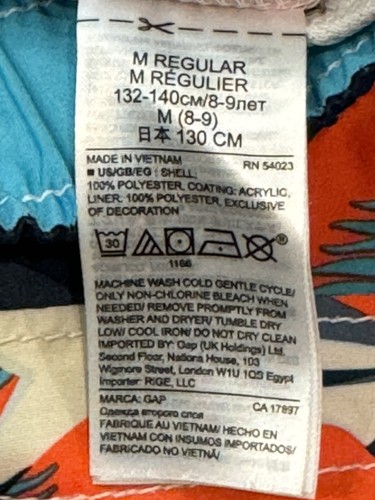 M REGULAR
M RÉGULIER
132-140см/8-9лет
M (8-9)
日本 130 CM
MADE IN VIETNAM RN 54023
■ US/GB/EG : SHELL,
100% POLYESTER, COATING: ACRYLIC,
LINER, 100% POLYESTER, EXCLUSIVE
OF DECORATION
30
®
1166
MACHINE WASH COLD GENTLE CYCLE/
ONLY NON-CHLORINE BLEACH WHEN
NEEDED/ REMOVE PROMPTLY FROM
WASHER AND DRYER/ TUMBLE DRY
LOW/ COOL IRON/ DO NOT DRY CLEAN
IMPORTED BY: Gap (UK Holdings) Ltd.
Second Floor, Nations House, 103
Wigmore Street, London W1U 1QS Egypt
Importer: RIGE, LLC
MARCA: GAP CA 17897
Одежда второго слоя
FABRIQUE AU VIETNAM/ HECHO EN
VIETNAM CON INSUMOS IMPORTADOS/
FABRICADO NO VIETNÃ/